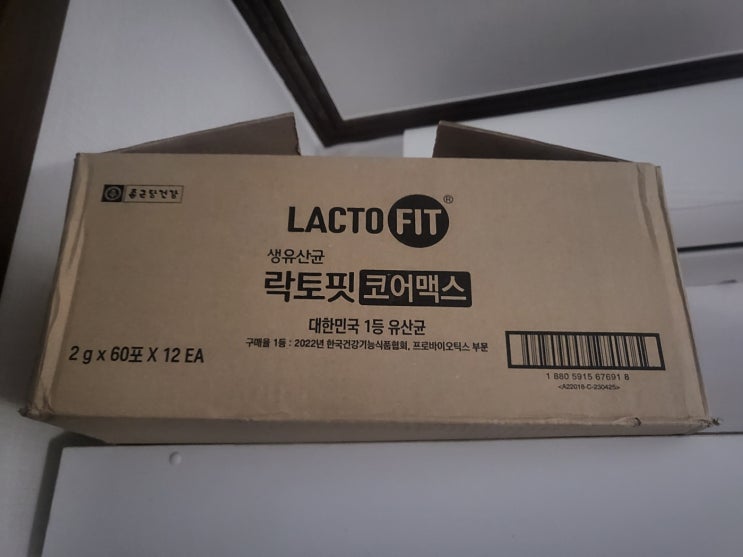 종근당건강
LACTO FIT®
생유산균
락토핏 코어맥스
대한민국 1등 유산균
구매율 1등 : 2022년 한국건강기능식품협회, 프로바이오틱스 부문
2 g x 60포 X 12 EA
1 880 5915 67691 8
<A22018-C-230425>